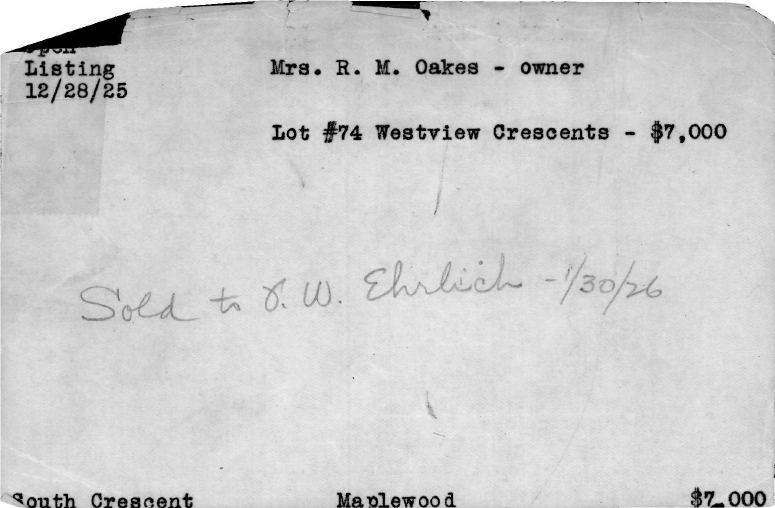 Open
Listing
12/28/25
Mrs. R. M. Oakes - owner
Lot #74 Westview Crescents - $7,000
Sold to W. Ehrlich - 1/30/26
South Crescent Maplewood $7,000